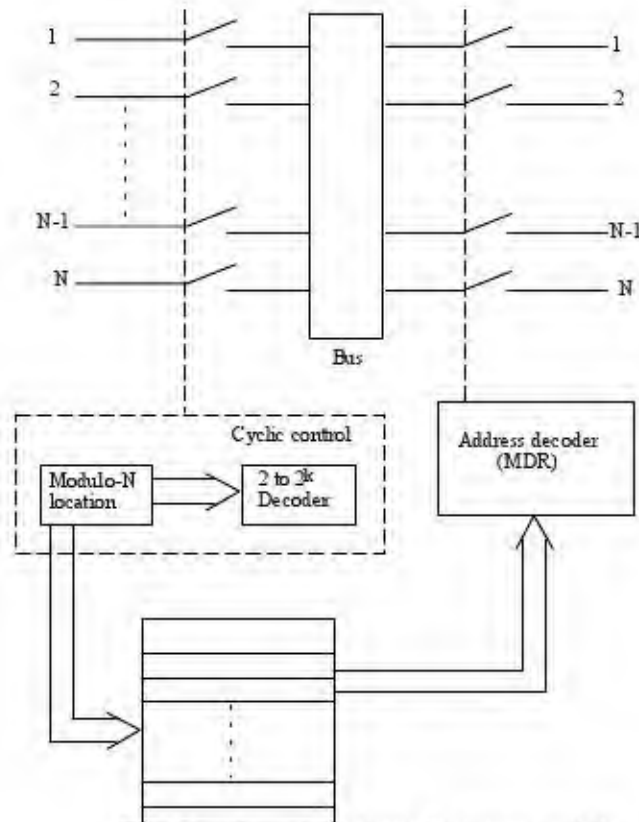 1
1
2
2
N-1
N-1
N
N
Bus
Cyclic control
Modulo-N
location
2 to 2k
Decoder
Address decoder
(MDR)